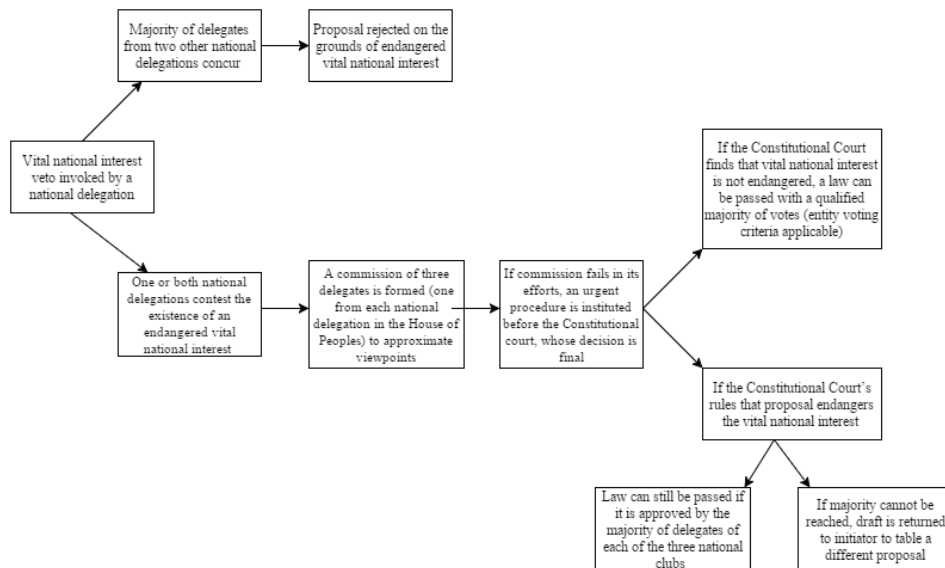 Majority of delegates
from two other national
delegations concur
Proposal rejected on the
grounds of endangered
vital national interest
Vital national interest
veto invoked by a
national delegation
If the Constitutional Court
finds that vital national interest
is not endangered, a law can
be passed with a qualified
majority of votes (entity voting
criteria applicable)
One or both national
delegations contest the
existence of an
endangered vital
national interest
A commission of three
delegates is formed (one
from each national
delegation in the House of
Peoples) to approximate
viewpoints
If commission fails in its
efforts, an urgent
procedure is instituted
before the Constitutional
court, whose decision is
final
If the Constitutional Court’s
rules that proposal endangers
the vital national interest
Law can still be passed if
it is approved by the
majority of delegates of
each of the three national
clubs
If majority cannot be
reached, draft is returned
to initiator to table a
different proposal